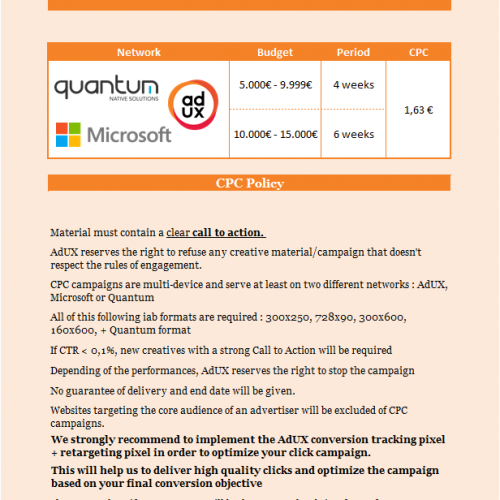 Network Budget Period CPC
quantum
NATIVE SOLUTIONS
ad
ux
Microsoft
5.000€ - 9.999€ 4 weeks
1,63 €
10.000€ - 15.000€ 6 weeks
CPC Policy
Material must contain a clear call to action.
AdUX reserves the right to refuse any creative material/campaign that doesn't
respect the rules of engagement.
CPC campaigns are multi-device and serve at least on two different networks : AdUX,
Microsoft or Quantum
All of this following iab formats are required : 300x250, 728x90, 300x600,
160x600, + Quantum format
If CTR < 0,1%, new creatives with a strong Call to Action will be required
Depending of the performances, AdUX reserves the right to stop the campaign
No guarantee of delivery and end date will be given.
Websites targeting the core audience of an advertiser will be excluded of CPC
campaigns.
We strongly recommend to implement the AdUX conversion tracking pixel
+ retargeting pixel in order to optimize your click campaign.
This will help us to deliver high quality clicks and optimize the campaign
based on your final conversion objective